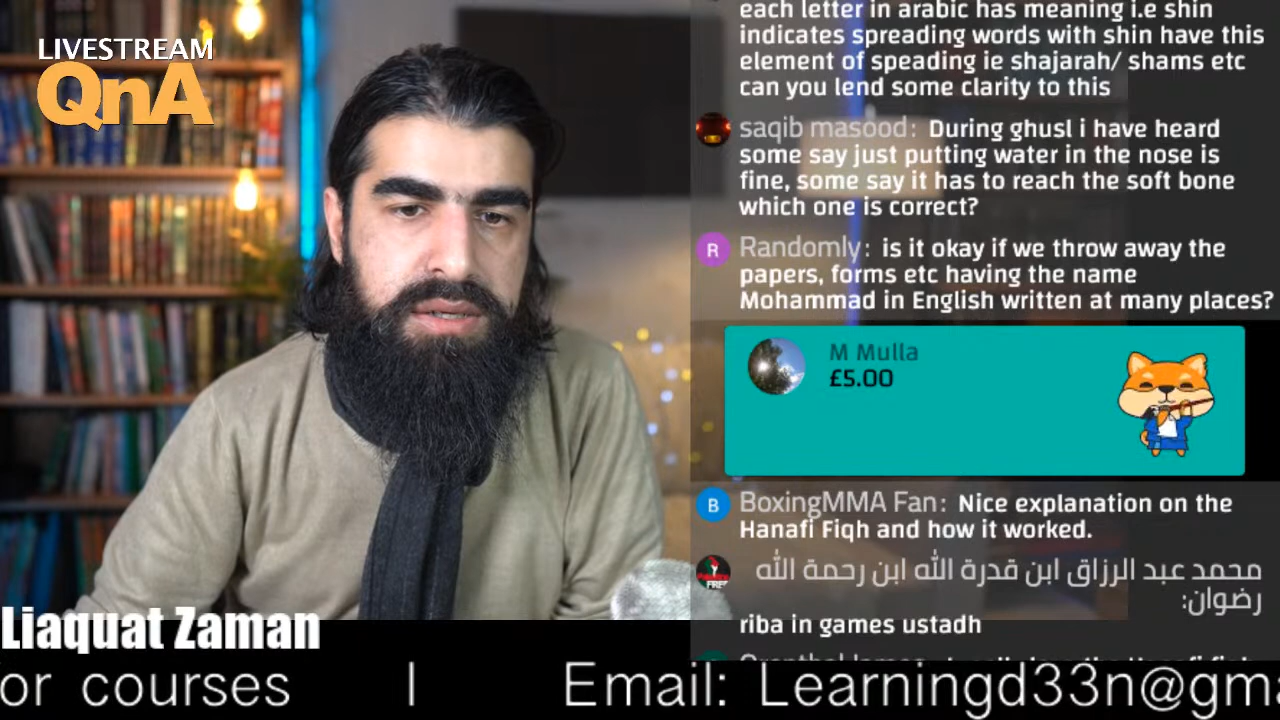 LIVESTREAM
QnA
each letter in arabic has meaning i.e shin
indicates spreading words with shin have this
element of speading ie shajarah/ shams etc
can you lend some clarity to this
saqib masood: During ghusl i have heard
some say just putting water in the nose is
fine, some say it has to reach the soft bone
which one is correct?
R
Randomly: is it okay if we throw away the
papers, forms etc having the name
Mohammad in English written at many places?
M Mulla
£5.00
B
BoxingMMA Fan: Nice explanation on the
Hanafi Fiqh and how it worked.
محمد عبد الرزاق ابن قدرة الله ابن رحمة الله
رضوان:
riba in games ustadh
Liaquat Zaman
or courses | Email: Learningd33n@gma